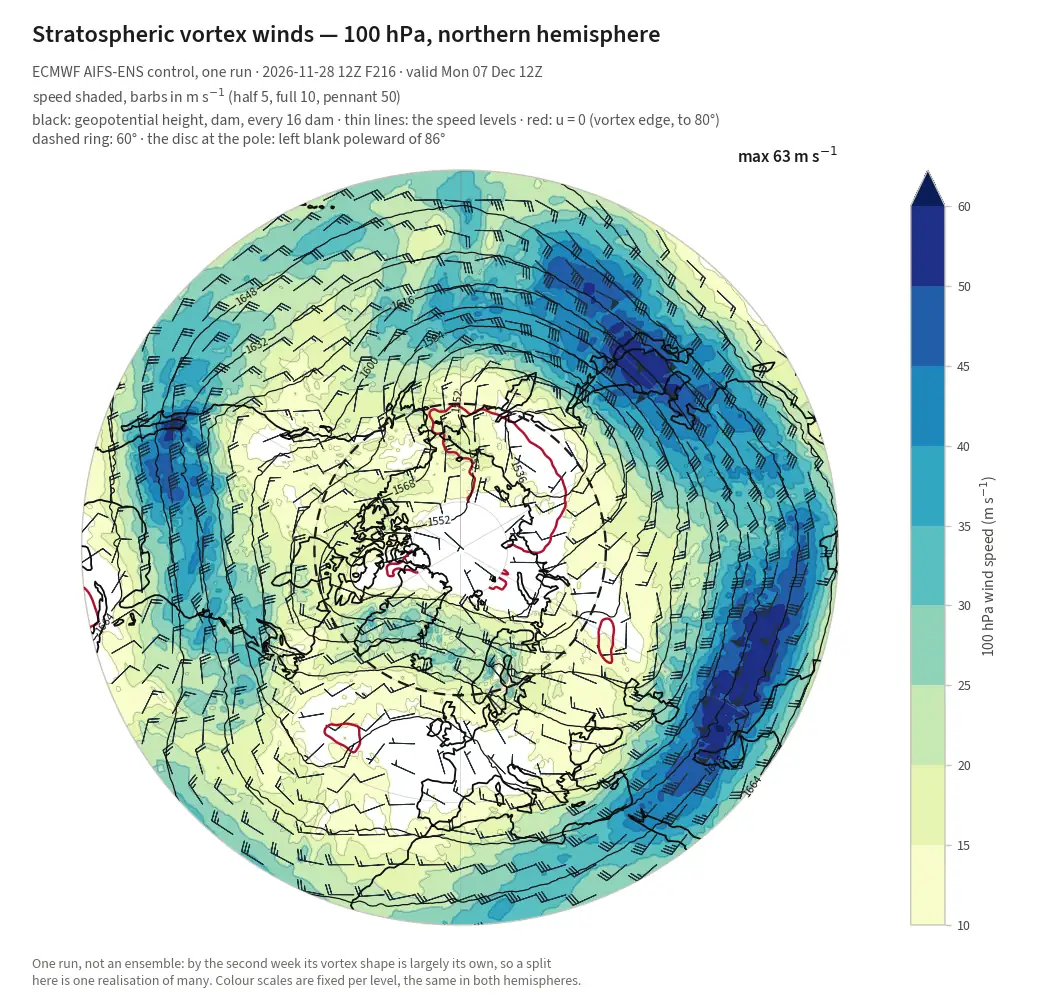 Stratospheric vortex winds — 100 hPa, northern hemisphere
ECMWF AIFS-ENS control, one run · 2026-11-28 12Z F216 · valid Mon 07 Dec 12Z
speed shaded, barbs in m s⁻¹ (half 5, full 10, pennant 50)
black: geopotential height, dam, every 16 dam · thin lines: the speed levels · red: u = 0 (vortex edge, to 80°)
dashed ring: 60° · the disc at the pole: left blank poleward of 86°
max 63 m s⁻¹
60
50
45
40
35
30
25
20
15
10
100 hPa wind speed (m s⁻¹)
1648
1632
1616
1600
1552
1536
1568
1552
1664
One run, not an ensemble: by the second week its vortex shape is largely its own, so a split
here is one realisation of many. Colour scales are fixed per level, the same in both hemispheres.